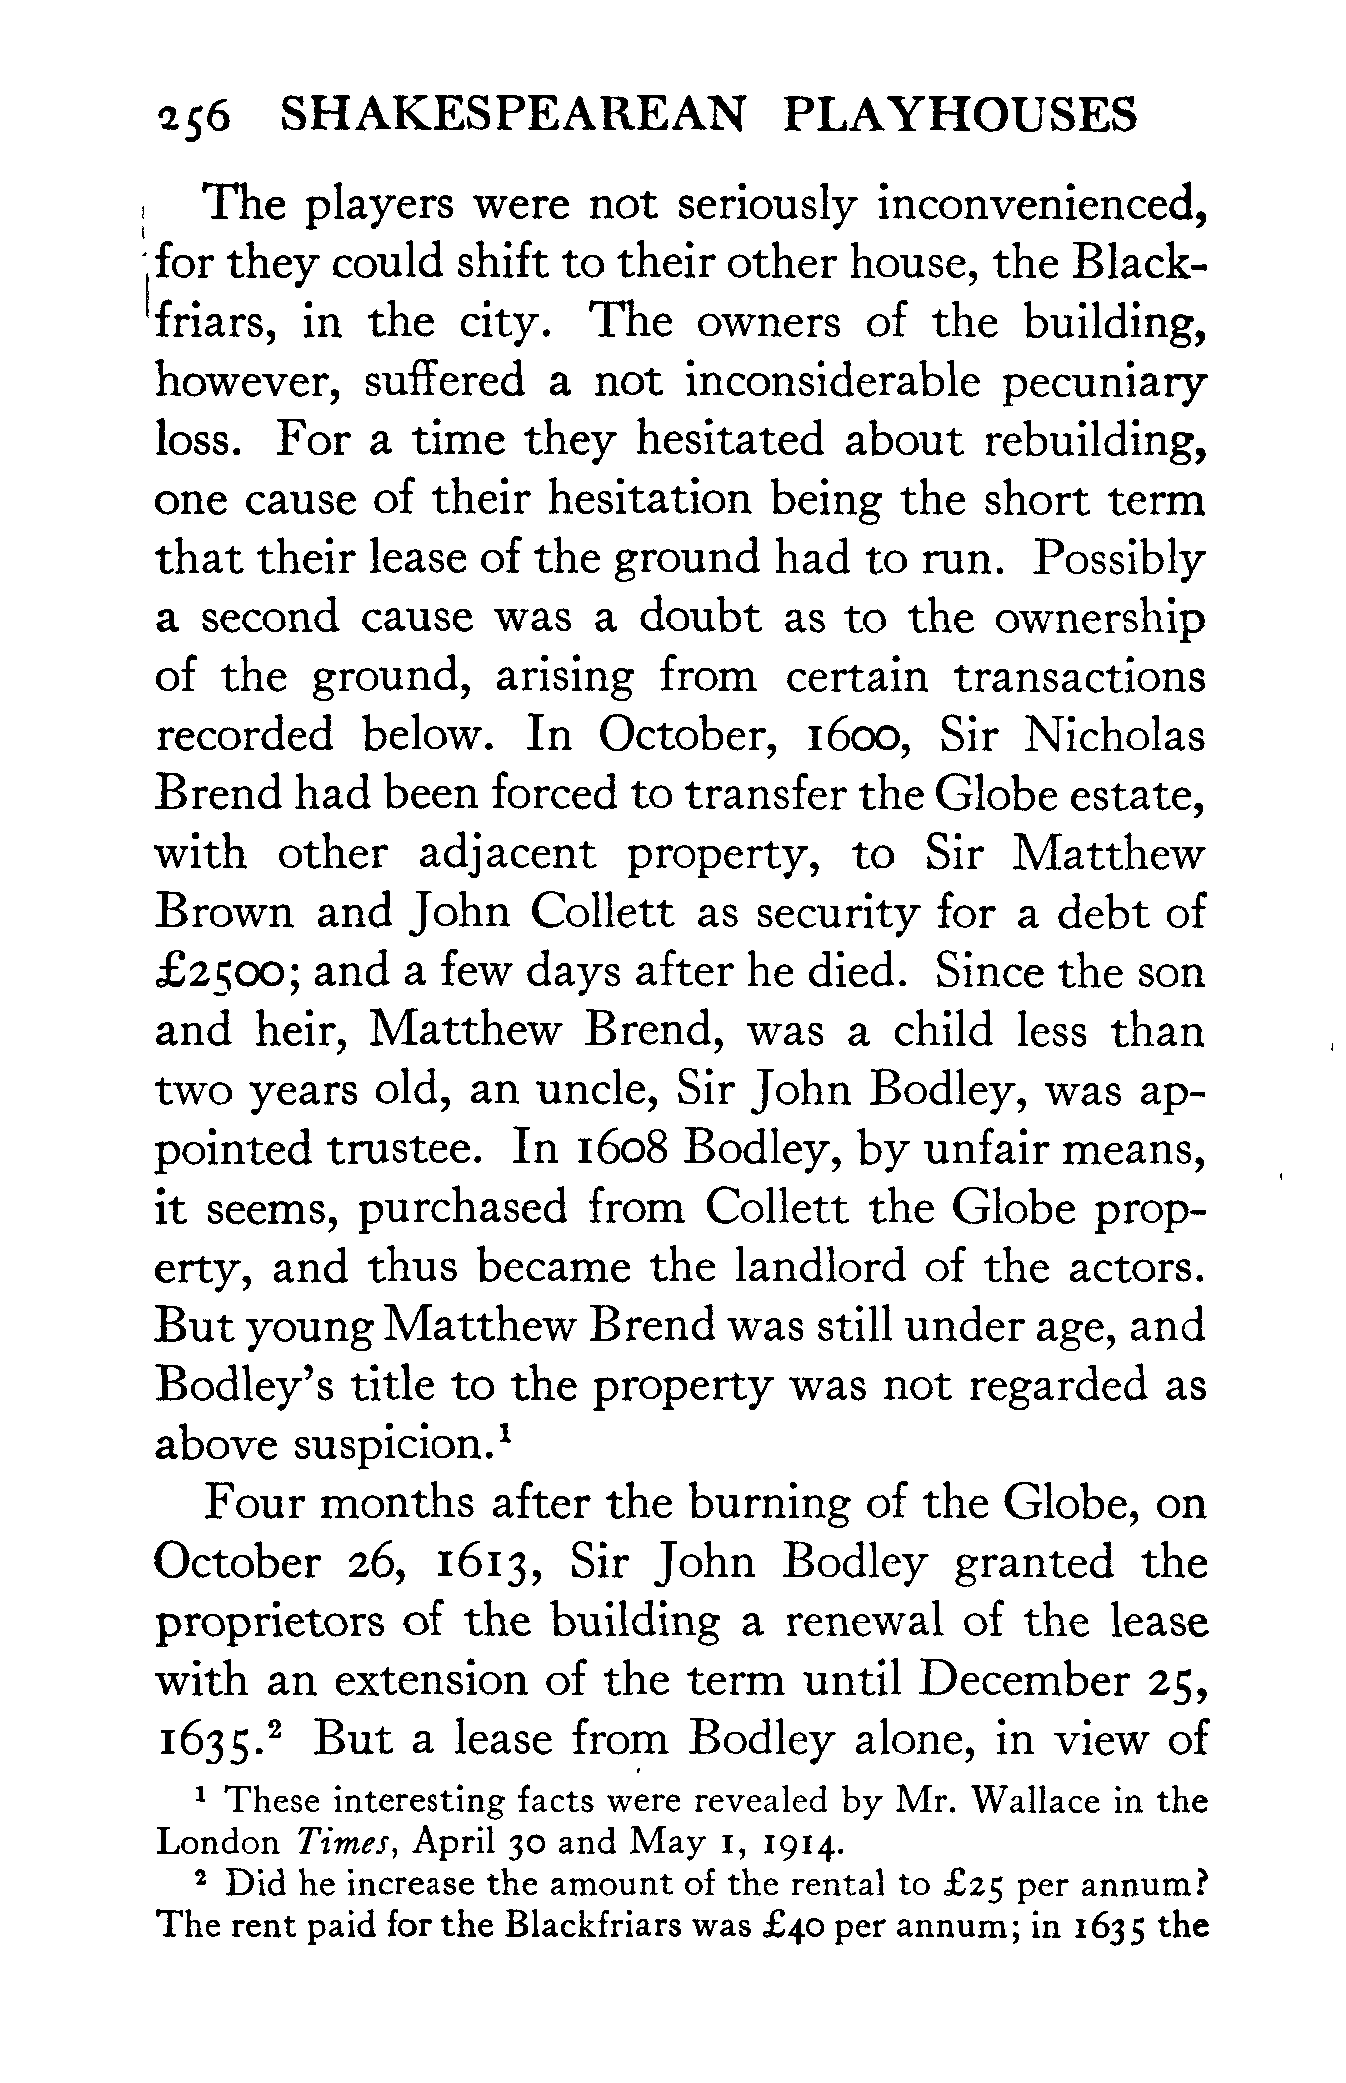 256 SHAKESPEAREAN PLAYHOUSES
The players were not seriously inconvenienced,
for they could shift to their other house, the Black-
friars, in the city. The owners of the building,
however, suffered a not inconsiderable pecuniary
loss. For a time they hesitated about rebuilding,
one cause of their hesitation being the short term
that their lease of the ground had to run. Possibly
a second cause was a doubt as to the ownership
of the ground, arising from certain transactions
recorded below. In October, 1600, Sir Nicholas
Brend had been forced to transfer the Globe estate,
with other adjacent property, to Sir Matthew
Brown and John Collett as security for a debt of
£2500; and a few days after he died. Since the son
and heir, Matthew Brend, was a child less than
two years old, an uncle, Sir John Bodley, was ap-
pointed trustee. In 1608 Bodley, by unfair means,
it seems, purchased from Collett the Globe prop-
erty, and thus became the landlord of the actors.
But young Matthew Brend was still under age, and
Bodley's title to the property was not regarded as
above suspicion.¹
Four months after the burning of the Globe, on
October 26, 1613, Sir John Bodley granted the
proprietors of the building a renewal of the lease
with an extension of the term until December 25,
1635.² But a lease from Bodley alone, in view of
¹ These interesting facts were revealed by Mr. Wallace in the
London Times, April 30 and May 1, 1914.
² Did he increase the amount of the rental to £25 per annum?
The rent paid for the Blackfriars was £40 per annum; in 1635 the